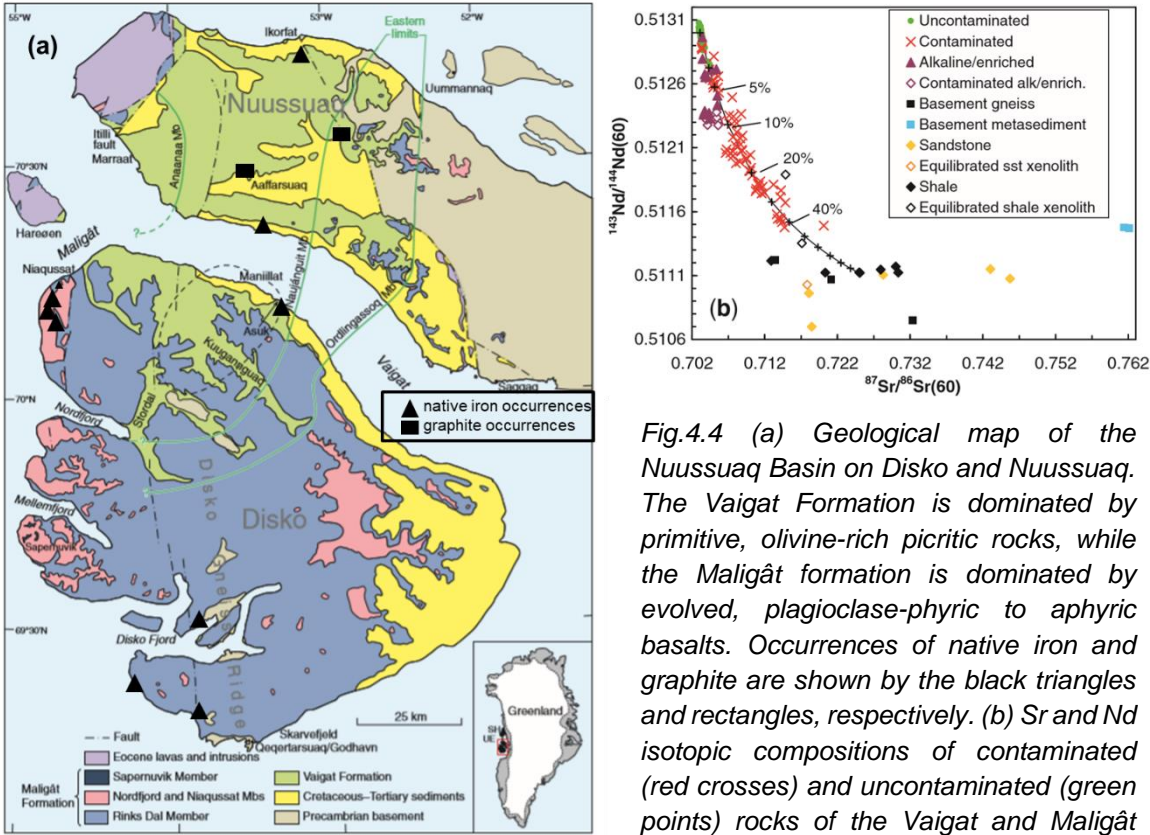 (a)
55°W
53°W
52°W
Ikorfat
Eastern
limits
Nuussuaq
Uummannaq
Itilli
fault
Marraat
Anaanaa Mb
70°30'N
Aaffarsuaq
Hareøen
?
Maligât
Niaqussat
Maniillat
Naujánguit Mb
Asuk
Ordlingassoq Mb
Kuugannguaq
Vaigat
Saqqaq
Stordal
70°N
Nordfjord
native iron occurrences
graphite occurrences
Disko
Disko
Gneiss
Ridge
Mellemfjord
Sapernuvik
69°30'N
Disko Fjord
25 km
Skarvefjeld
Qeqertarsuaq/Godhavn
Greenland
SH
UE
Fault
Eocene lavas and intrusions
Maligât
Formation
Sapernuvik Member
Nordfjord and Niaqussat Mbs
Rinks Dal Member
Vaigat Formation
Cretaceous–Tertiary sediments
Precambrian basement
(b)
143Nd/144Nd(60)
0.5131
0.5126
0.5121
0.5116
0.5111
0.5106
0.702 0.712 0.722 0.732 0.742 0.752 0.762
87Sr/86Sr(60)
5%
10%
20%
40%
Uncontaminated
Contaminated
Alkaline/enriched
Contaminated alk/enrich.
Basement gneiss
Basement metasediment
Sandstone
Equilibrated sst xenolith
Shale
Equilibrated shale xenolith
Fig.4.4 (a) Geological map of the
Nuussuaq Basin on Disko and Nuussuaq.
The Vaigat Formation is dominated by
primitive, olivine-rich picritic rocks, while
the Maligât formation is dominated by
evolved, plagioclase-phyric to aphyric
basalts. Occurrences of native iron and
graphite are shown by the black triangles
and rectangles, respectively. (b) Sr and Nd
isotopic compositions of contaminated
(red crosses) and uncontaminated (green
points) rocks of the Vaigat and Maligât